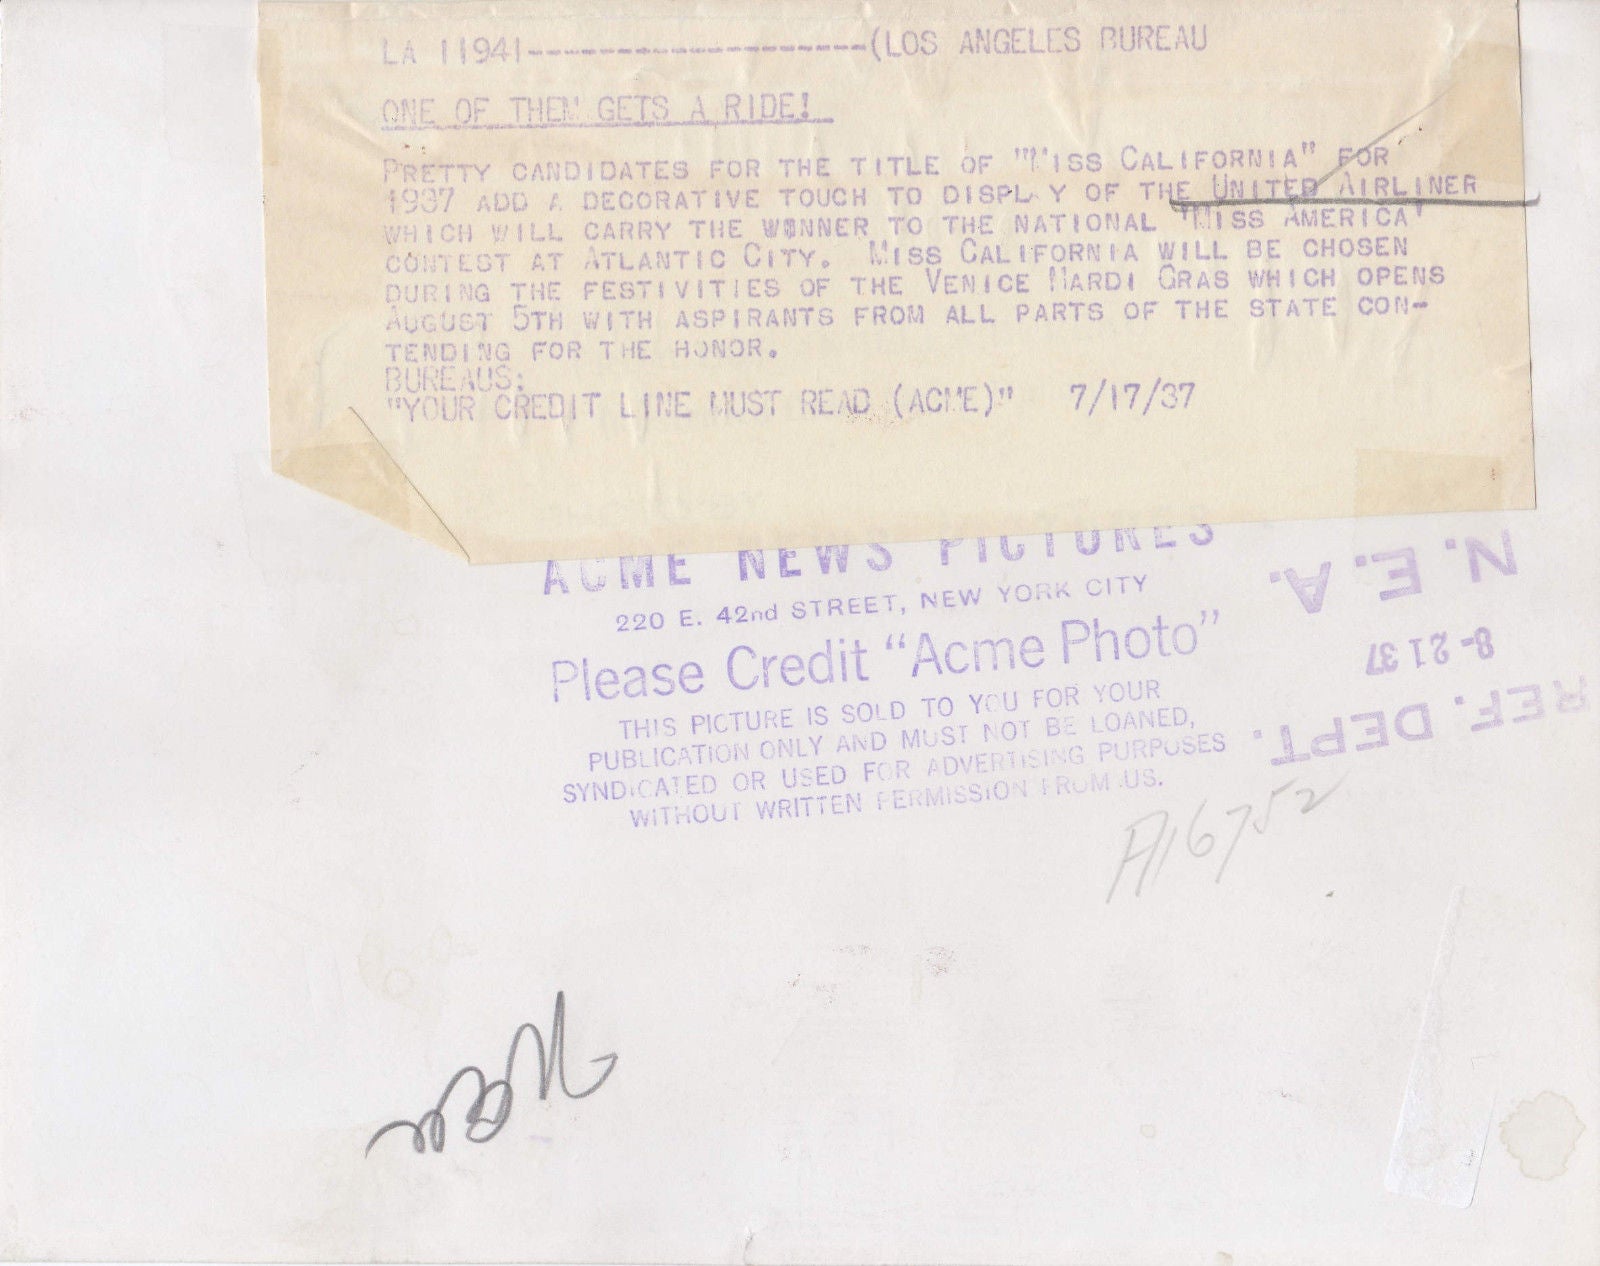 LA 11941--------------------(LOS ANGELES BUREAU
ONE OF THEM GETS A RIDE!
PRETTY CANDIDATES FOR THE TITLE OF "MISS CALIFORNIA" FOR
1937 ADD A DECORATIVE TOUCH TO DISPLAY OF THE UNITED AIRLINER
WHICH WILL CARRY THE WINNER TO THE NATIONAL "MISS AMERICA"
CONTEST AT ATLANTIC CITY. MISS CALIFORNIA WILL BE CHOSEN
DURING THE FESTIVITIES OF THE VENICE MARDI GRAS WHICH OPENS
AUGUST 5TH WITH ASPIRANTS FROM ALL PARTS OF THE STATE CON-
TENDING FOR THE HONOR.
BUREAUS:
"YOUR CREDIT LINE MUST READ (ACME)" 7/17/37
ACME NEWS PICTURES
220 E. 42nd STREET, NEW YORK CITY
Please Credit "Acme Photo"
THIS PICTURE IS SOLD TO YOU FOR YOUR
PUBLICATION ONLY AND MUST NOT BE LOANED,
SYNDICATED OR USED FOR ADVERTISING PURPOSES
WITHOUT WRITTEN PERMISSION FROM US.
REF. DEPT.
8-21 37
N. E. A.
A16752